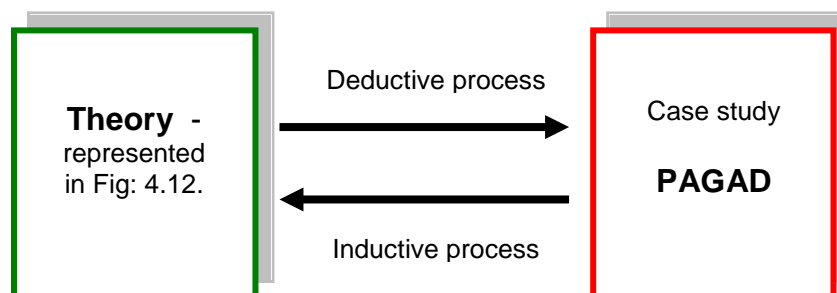 Theory -
represented
in Fig: 4.12.
Deductive process
Inductive process
Case study
PAGAD